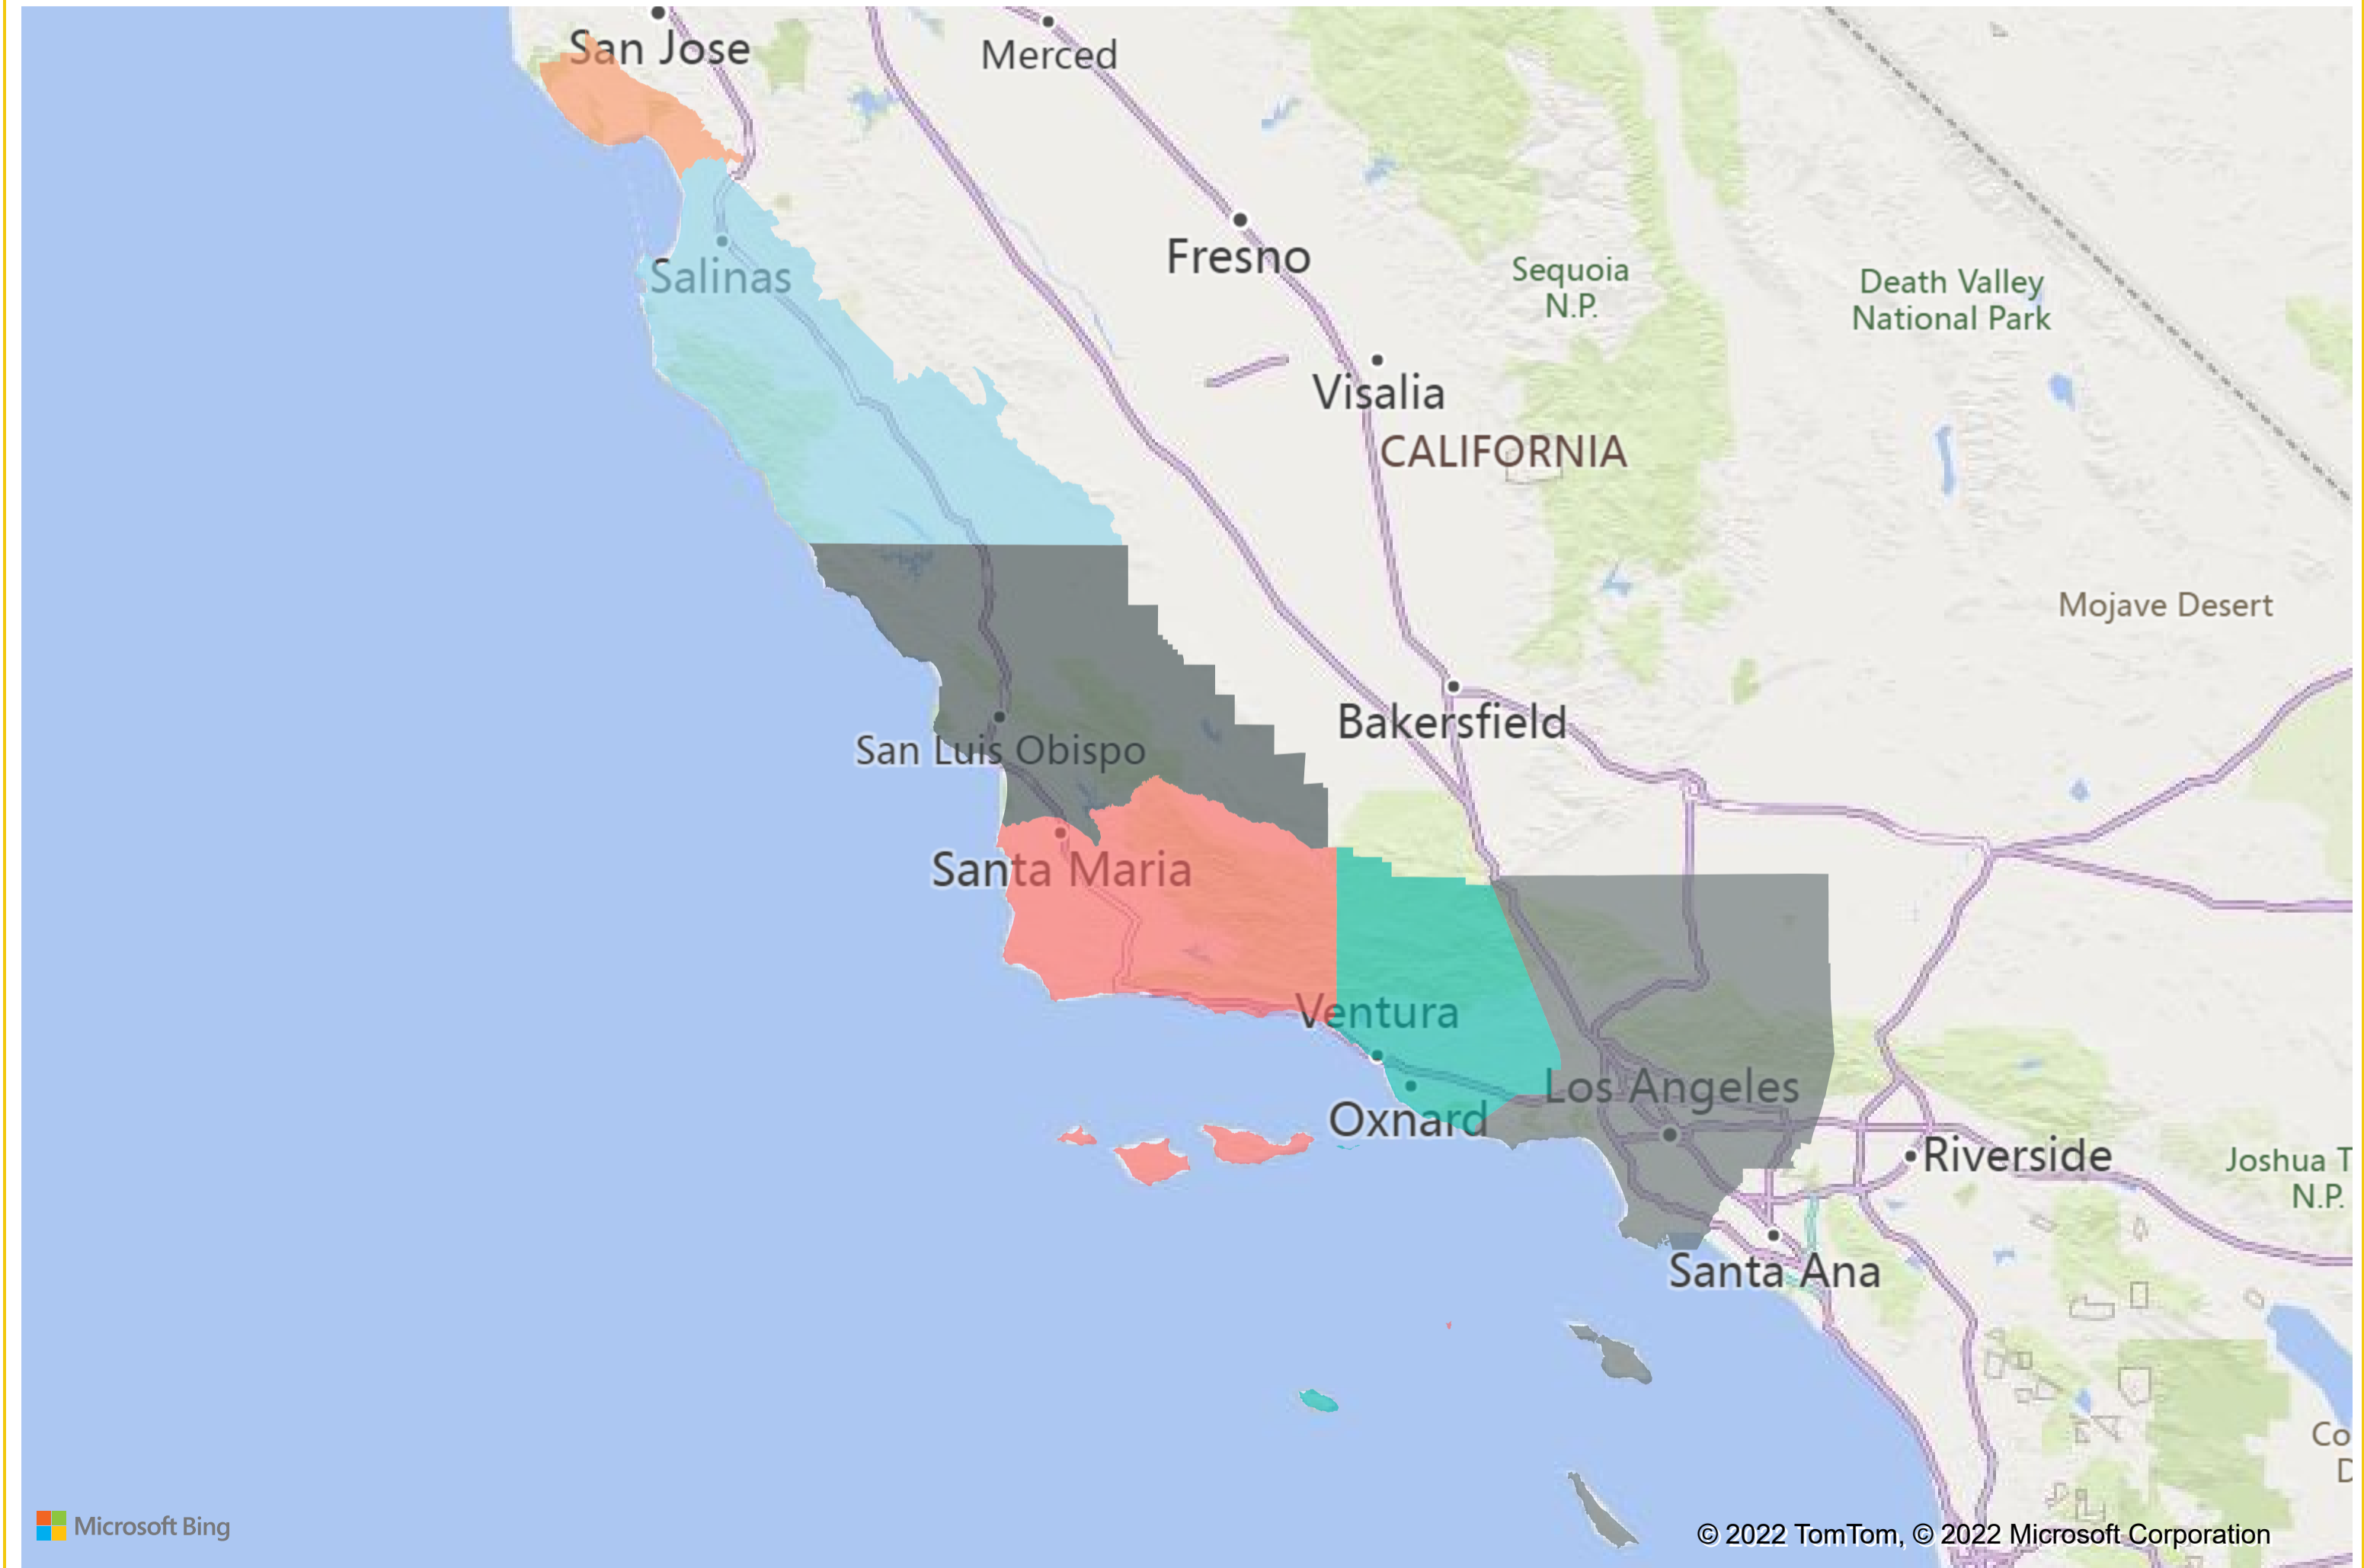 San Jose
Merced
Fresno
Salinas
Sequoia
N.P.
Death Valley
National Park
Visalia
CALIFORNIA
Mojave Desert
Bakersfield
San Luis Obispo
Santa Maria
Ventura
Los Angeles
Oxnard
Riverside
Joshua T
N.P.
Santa Ana
Co
D
Microsoft Bing
© 2022 TomTom, © 2022 Microsoft Corporation